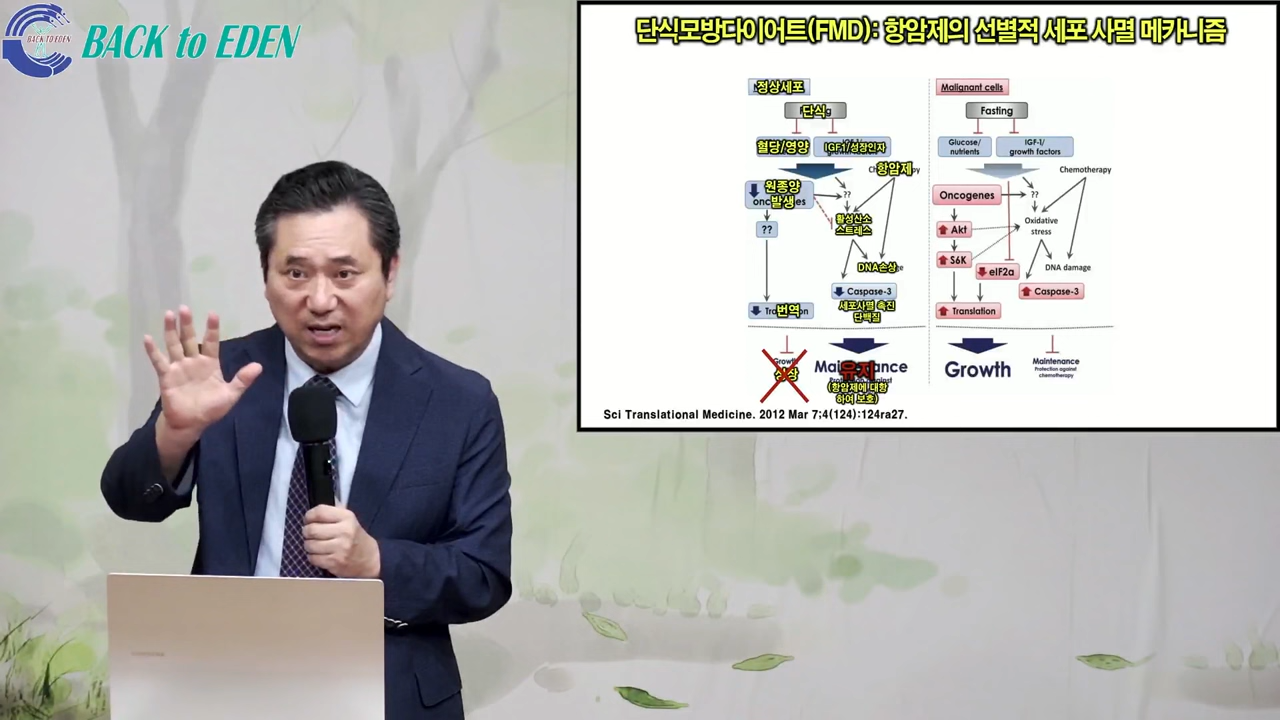 BACK TO EDEN
BACK to EDEN
단식모방다이어트(FMD): 항암제의 선별적 세포 사멸 메카니즘
정상세포
단식
혈당/영양
IGF1/성장인자
항암제
원종양
발생
??
??
활성산소
스트레스
DNA손상
Caspase-3
세포사멸 촉진
단백질
번역
Growth
성장
Maintenance
유지
(항암제에 대항
하여 보호)
Malignant cells
Fasting
Glucose/
nutrients
IGF-1/
growth factors
Chemotherapy
Oncogenes
??
Akt
Oxidative
stress
S6K
eIF2a
DNA damage
Caspase-3
Translation
Growth
Maintenance
Protection against
chemotherapy
Sci Translational Medicine. 2012 Mar 7;4(124):124ra27.